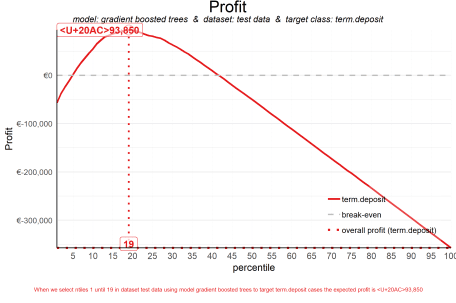 Profit
model: gradient boosted trees & dataset: test data & target class: term.deposit
<U+20AC>93,850
€0
€-100,000
€-200,000
€-300,000
Profit
term.deposit
break-even
overall profit (term.deposit)
19
5 10 15 20 25 30 35 40 45 50 55 60 65 70 75 80 85 90 95 100
percentile
When we select ntiles 1 until 19 in dataset test data using model gradient boosted trees to target term.deposit cases the expected profit is <U+20AC>93,850